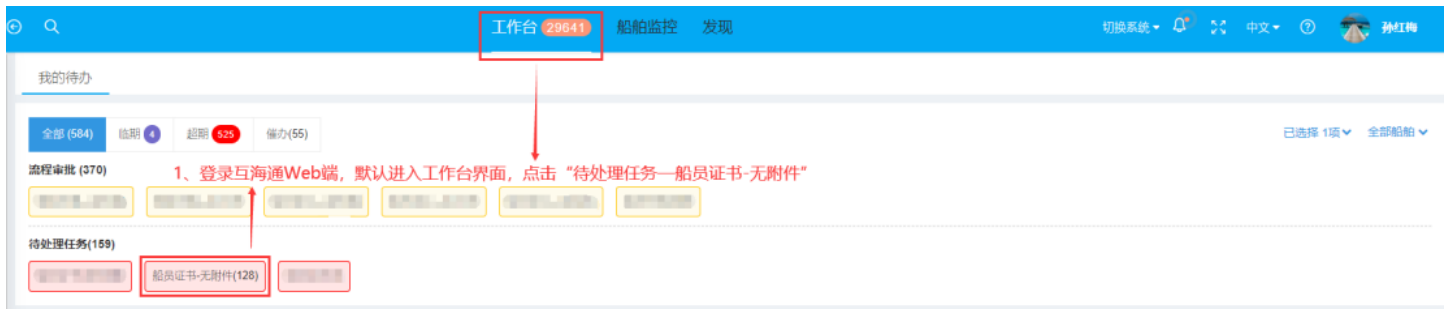 工作台 29641 船舶监控 发现 切换系统 中文 孙红梅
我的待办
全部 (584) 临期 4 超期 525 催办(55) 已选择 1项 全部船舶
流程审批 (370)
1、登录互海通Web端，默认进入工作台界面，点击“待处理任务—船员证书-无附件”
待处理任务(159)
船员证书-无附件(128)